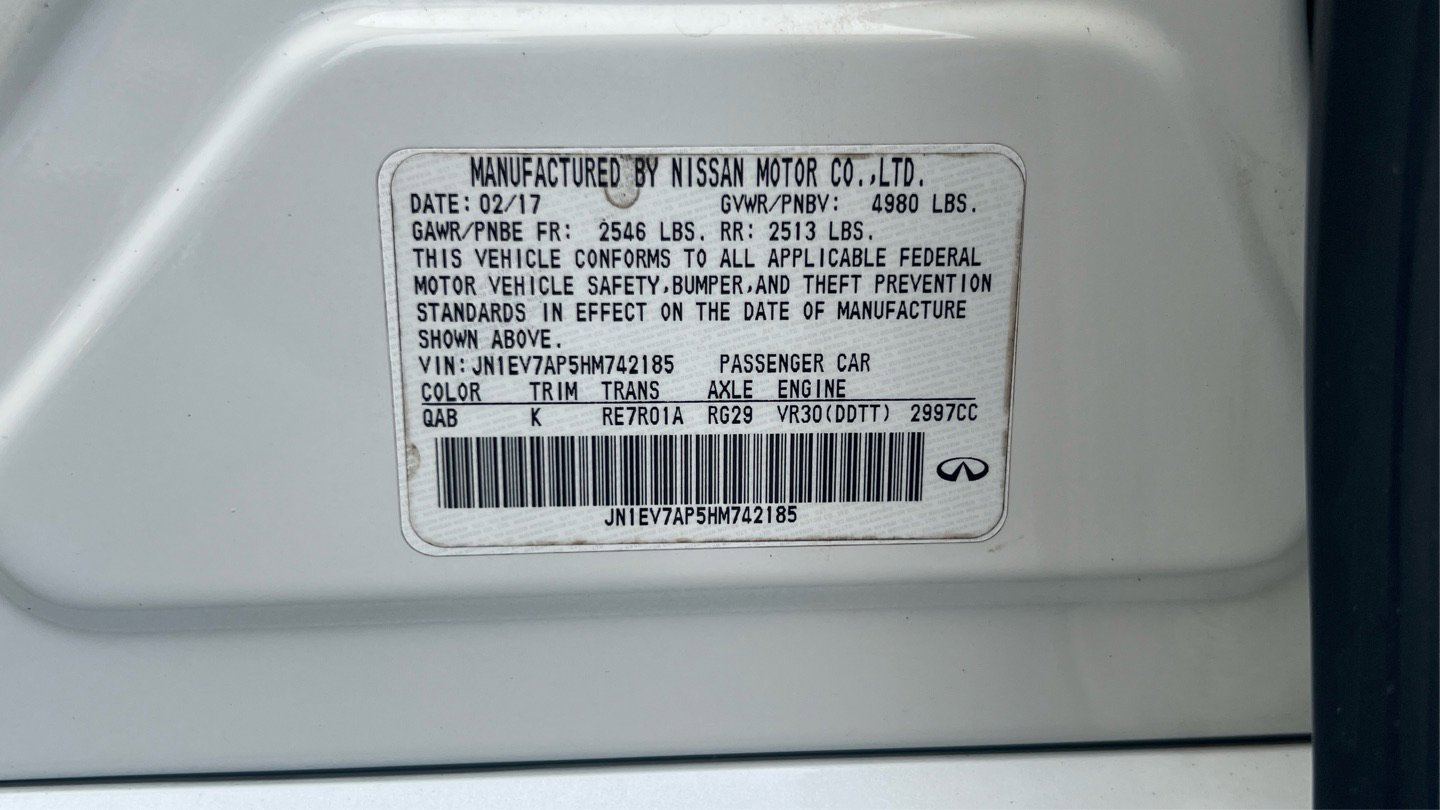 MANUFACTURED BY NISSAN MOTOR CO.,LTD.
DATE: 02/17 GVWR/PNBV: 4980 LBS.
GAWR/PNBE FR: 2546 LBS. RR: 2513 LBS.
THIS VEHICLE CONFORMS TO ALL APPLICABLE FEDERAL
MOTOR VEHICLE SAFETY,BUMPER,AND THEFT PREVENTION
STANDARDS IN EFFECT ON THE DATE OF MANUFACTURE
SHOWN ABOVE.
VIN: JN1EV7AP5HM742185 PASSENGER CAR
COLOR TRIM TRANS AXLE ENGINE
QAB K RE7R01A RG29 VR30(DDTT) 2997CC
JN1EV7AP5HM742185